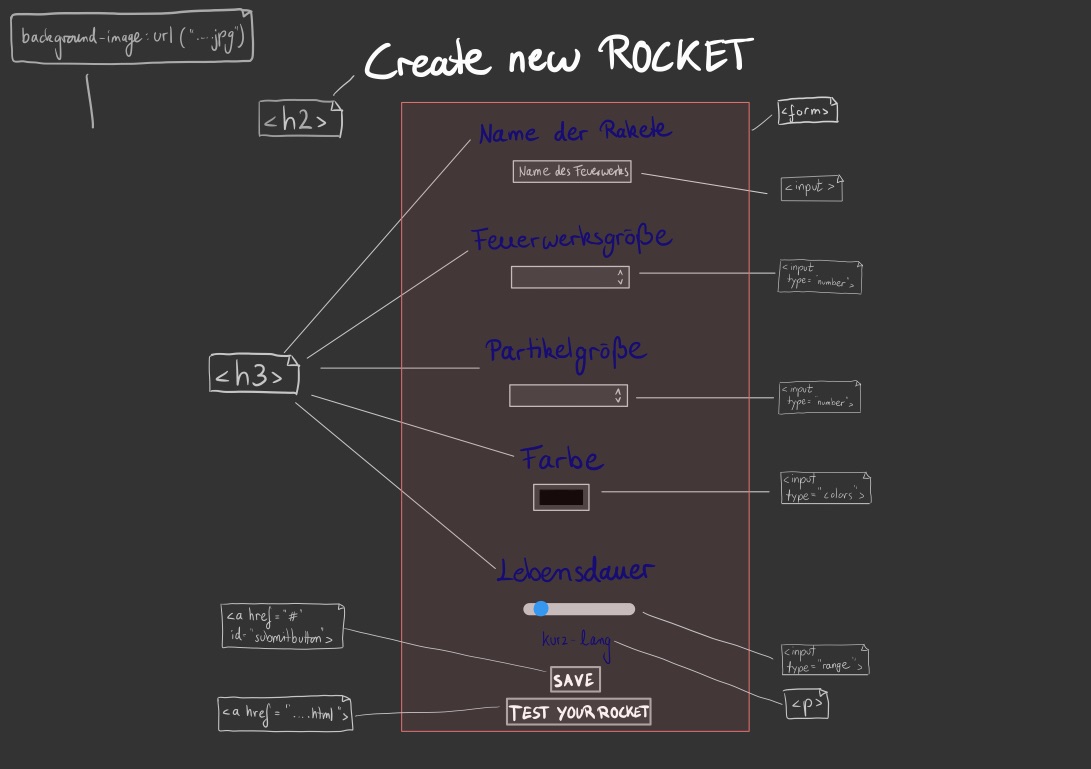 background-image: url ("....jpg")
Create new ROCKET
<h2>
<form>
Name der Rakete
Name des Feuerwerks
<input >
Feuerwerksgröße
<input
type="number">
Partikelgröße
<h3>
<input
type="number">
Farbe
<input
type="colors">
Lebensdauer
<a href="#"
id="submitbutton">
kurz-lang
<input
type="range">
SAVE
<p>
<a href="....html">
TEST YOUR ROCKET